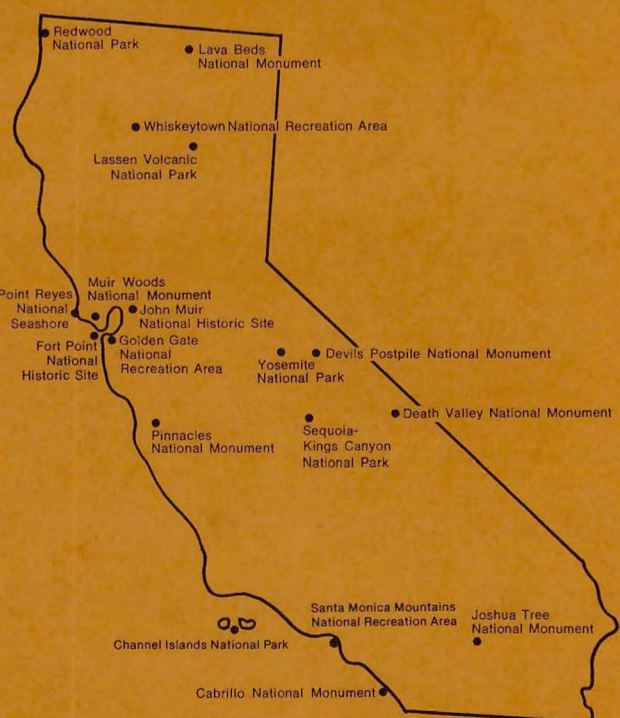 Redwood
National Park
Lava Beds
National Monument
Whiskeytown National Recreation Area
Lassen Volcanic
National Park
Point Reyes
National
Seashore
Muir Woods
National Monument
John Muir
National Historic Site
Fort Point
National
Historic Site
Golden Gate
National
Recreation Area
Yosemite
National Park
Devils Postpile National Monument
Death Valley National Monument
Pinnacles
National Monument
Sequoia-
Kings Canyon
National Park
Santa Monica Mountains
National Recreation Area
Joshua Tree
National Monument
Channel Islands National Park
Cabrillo National Monument